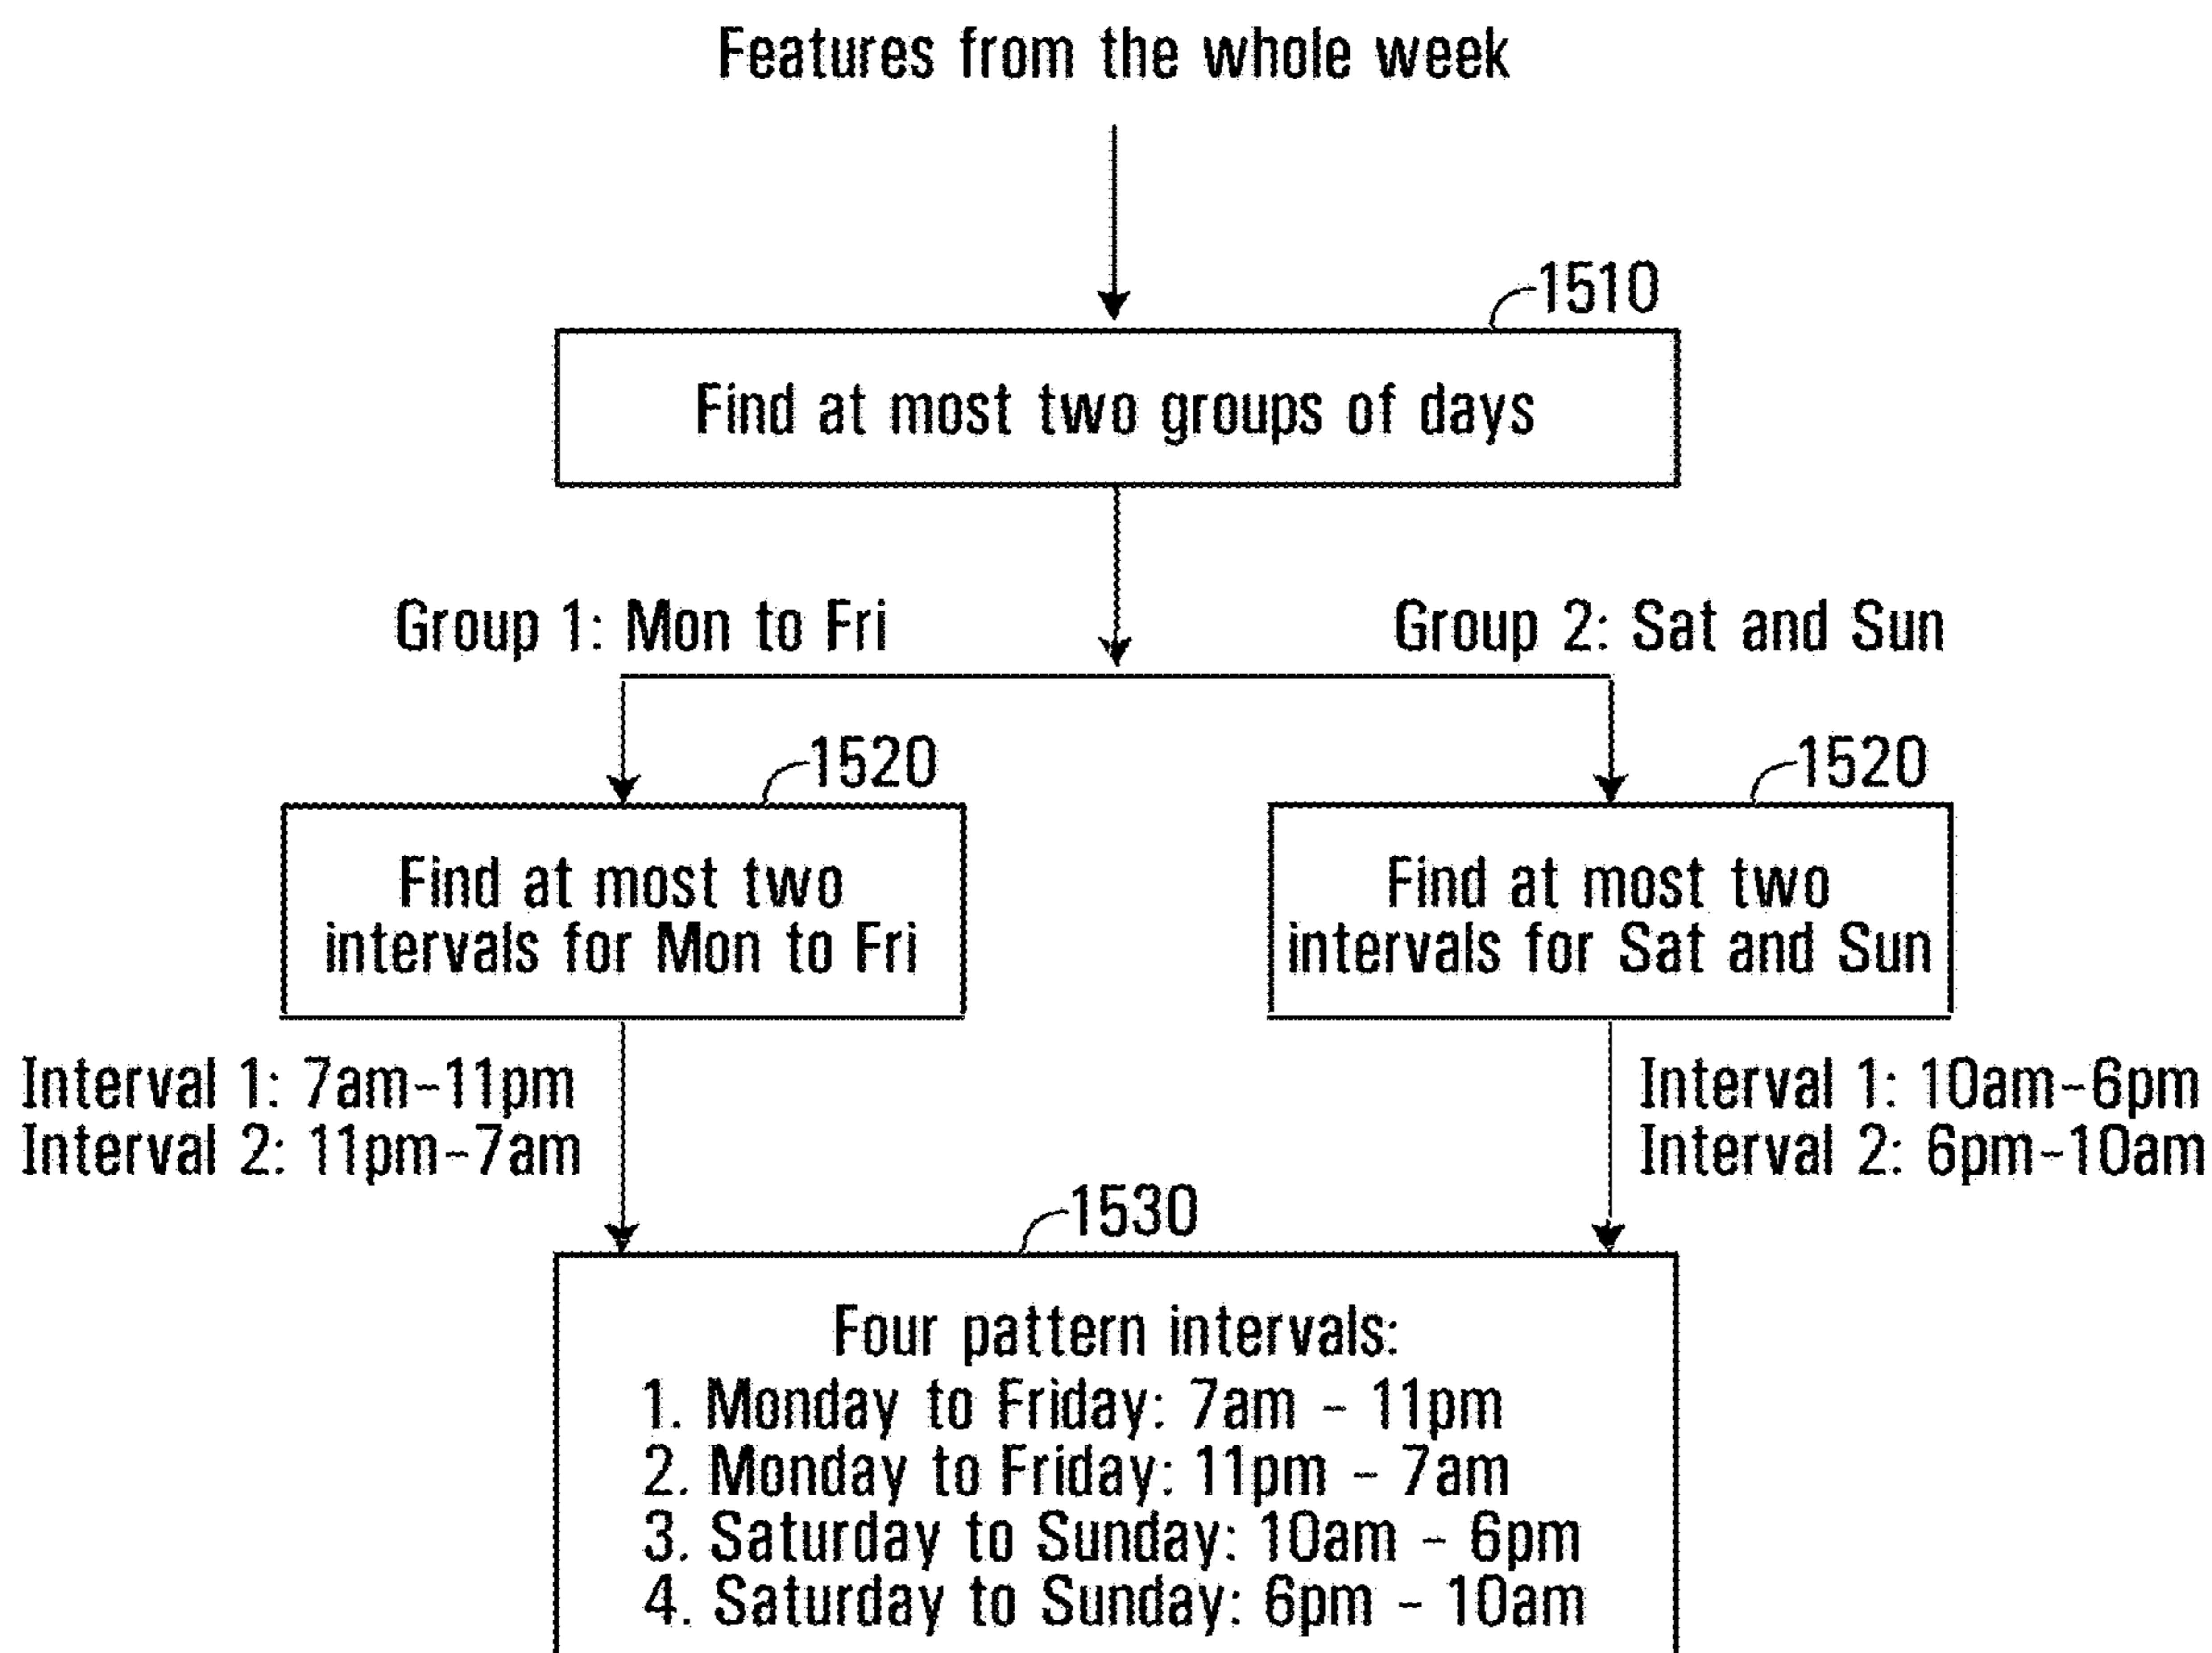 Features from the whole week
1510
Find at most two groups of days
Group 1: Mon to Fri
Group 2: Sat and Sun
1520
1520
Find at most two
intervals for Mon to Fri
Find at most two
intervals for Sat and Sun
Interval 1: 7am-11pm
Interval 2: 11pm-7am
Interval 1: 10am-6pm
Interval 2: 6pm-10am
1530
Four pattern intervals:
1. Monday to Friday: 7am - 11pm
2. Monday to Friday: 11pm - 7am
3. Saturday to Sunday: 10am - 6pm
4. Saturday to Sunday: 6pm - 10am